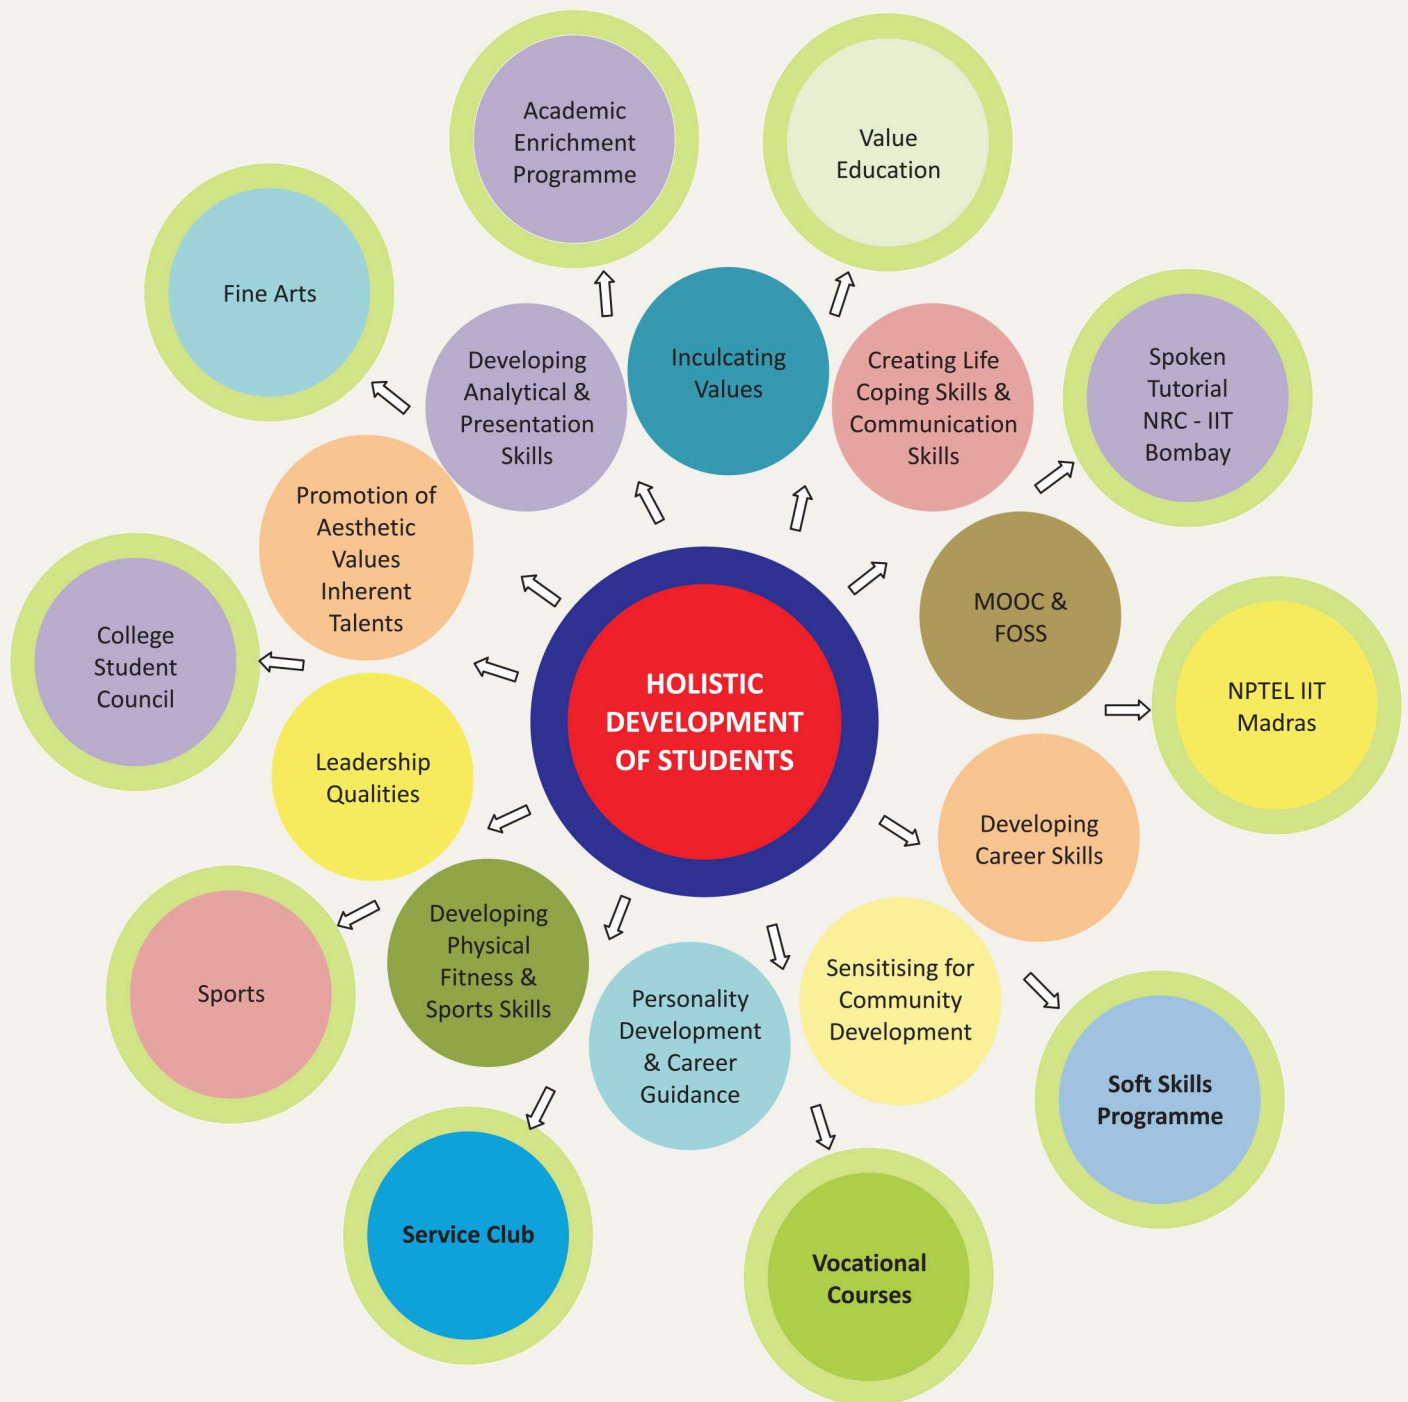 Academic
Enrichment
Programme
Value
Education
Fine Arts
Spoken
Tutorial
NRC - IIT
Bombay
Developing
Analytical &
Presentation
Skills
Inculcating
Values
Creating Life
Coping Skills &
Communication
Skills
Promotion of
Aesthetic
Values
Inherent
Talents
MOOC &
FOSS
College
Student
Council
HOLISTIC
DEVELOPMENT
OF STUDENTS
NPTEL IIT
Madras
Leadership
Qualities
Developing
Career Skills
Sports
Developing
Physical
Fitness &
Sports Skills
Personality
Development
& Career
Guidance
Sensitising for
Community
Development
Soft Skills
Programme
Service Club
Vocational
Courses